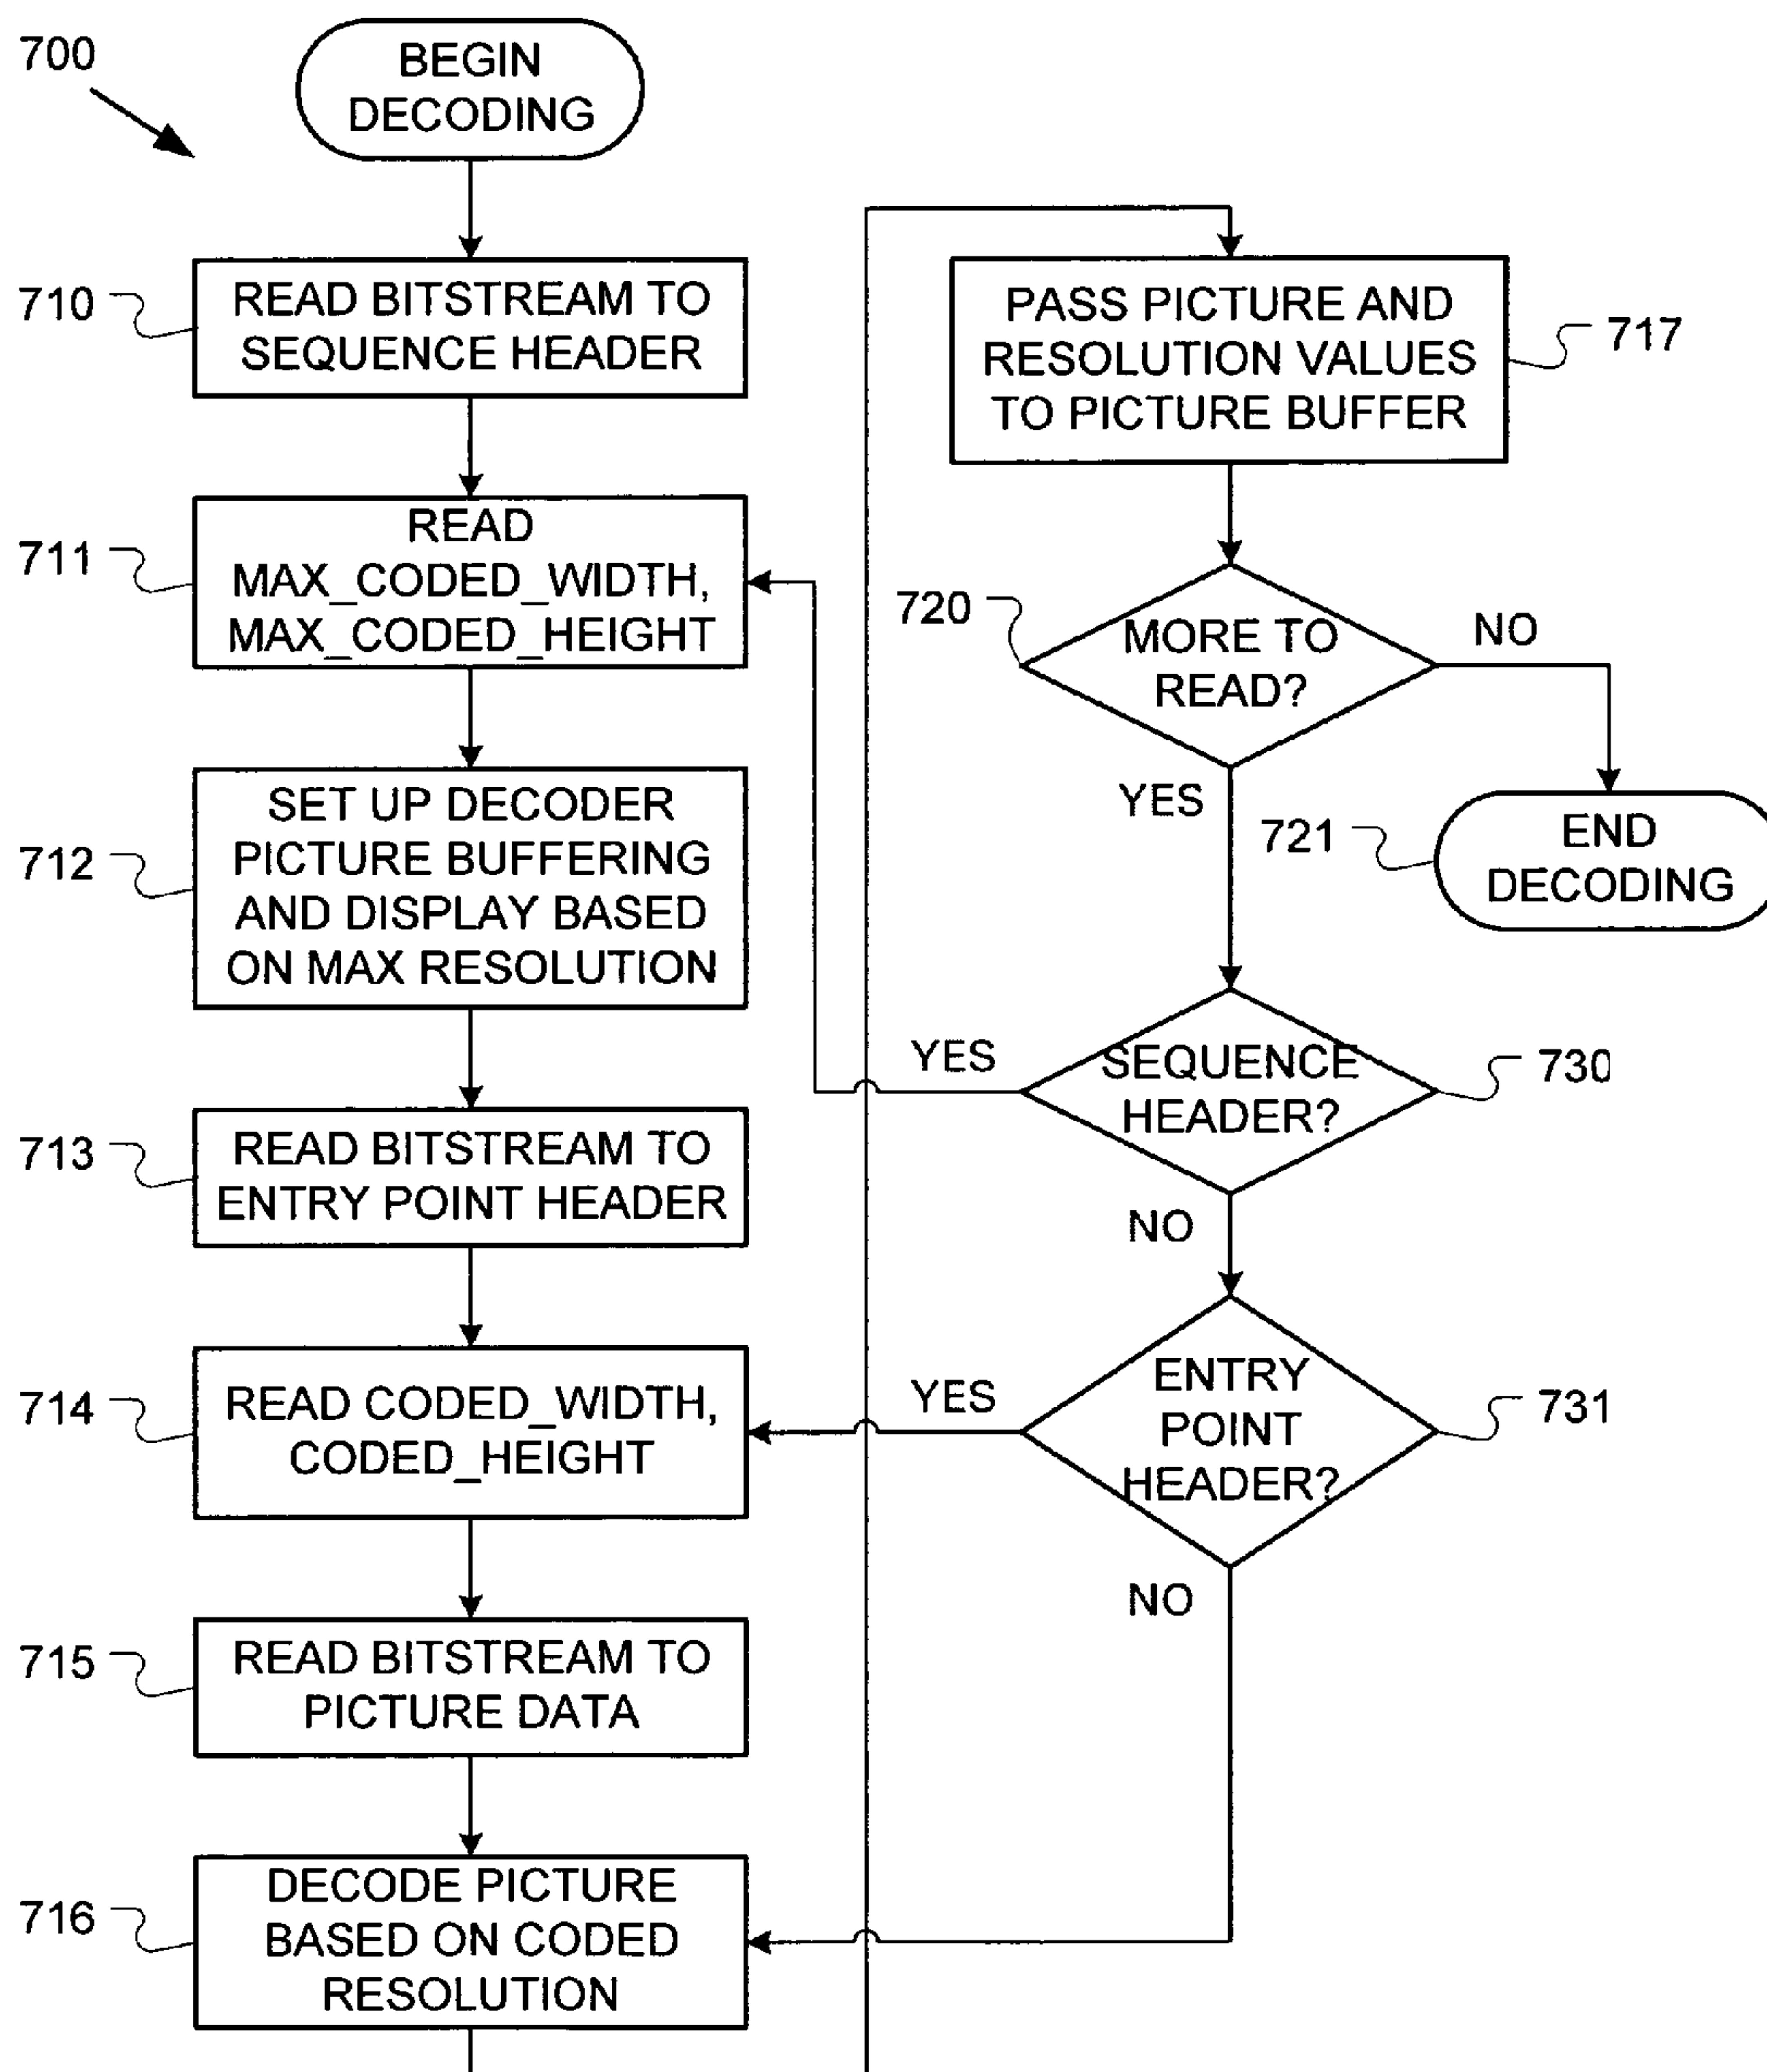 700
BEGIN
DECODING
710
READ BITSTREAM TO
SEQUENCE HEADER
711
READ
MAX_CODED_WIDTH,
MAX_CODED_HEIGHT
712
SET UP DECODER
PICTURE BUFFERING
AND DISPLAY BASED
ON MAX RESOLUTION
713
READ BITSTREAM TO
ENTRY POINT HEADER
714
READ CODED_WIDTH,
CODED_HEIGHT
715
READ BITSTREAM TO
PICTURE DATA
716
DECODE PICTURE
BASED ON CODED
RESOLUTION
PASS PICTURE AND
RESOLUTION VALUES
TO PICTURE BUFFER
717
720
MORE TO
READ?
NO
YES
721
END
DECODING
YES
SEQUENCE
HEADER?
730
NO
YES
ENTRY
POINT
HEADER?
731
NO